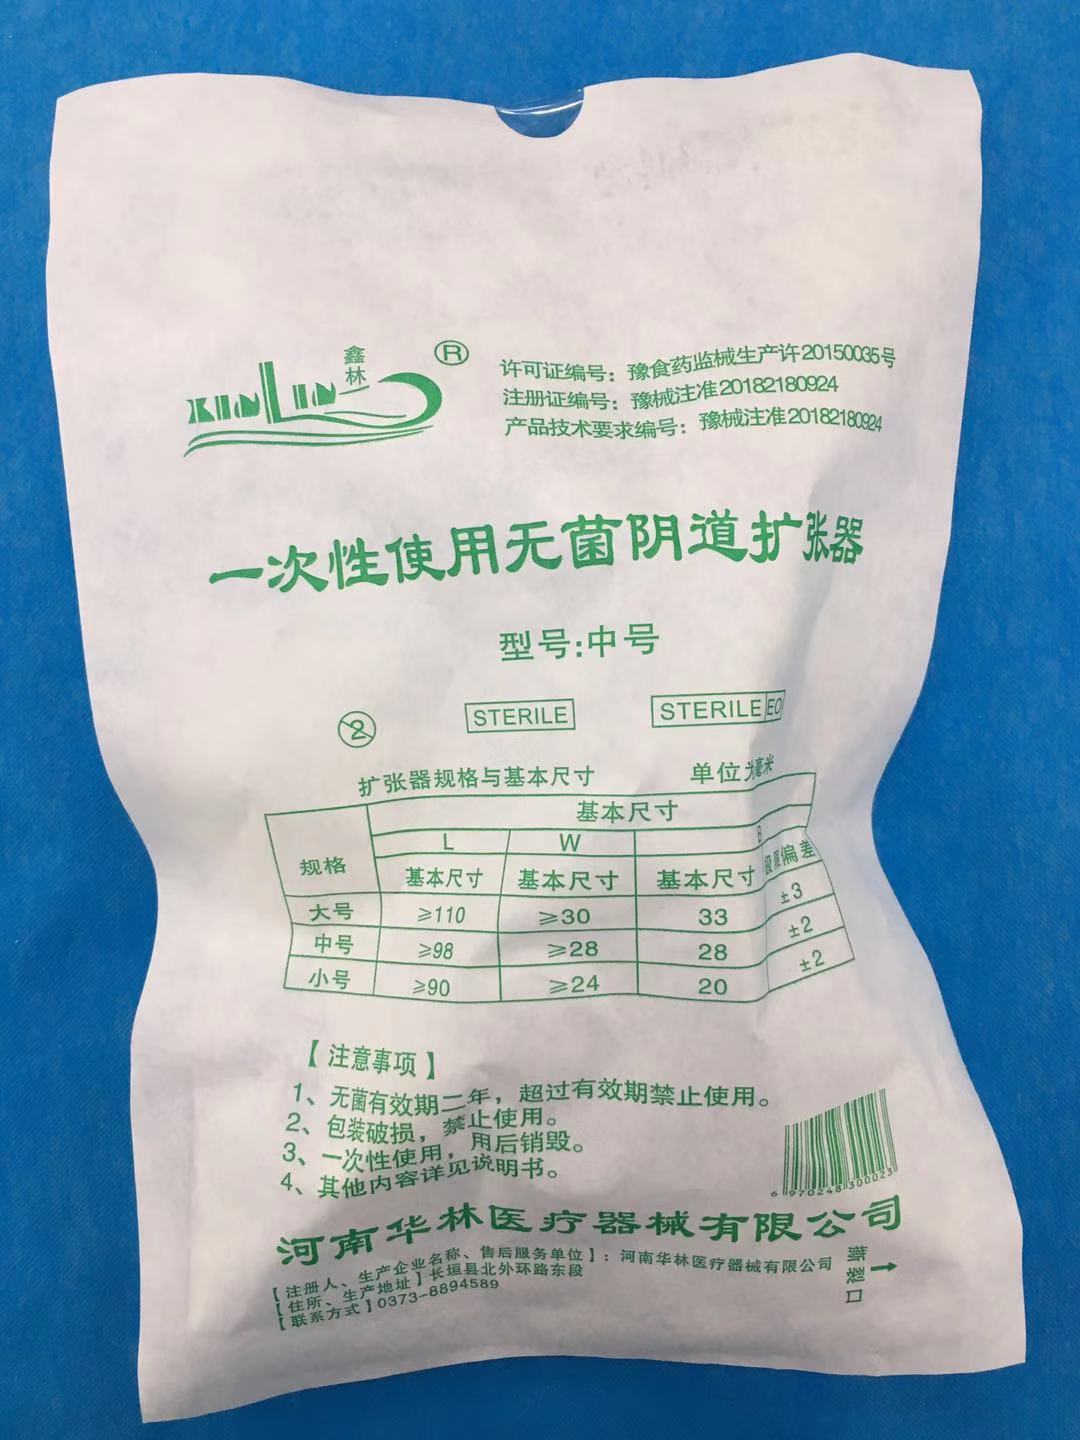 鑫林
XINLIN ®
许可证编号：豫食药监械生产许20150035号
注册证编号：豫械注准20182180924
产品技术要求编号：豫械注准20182180924
一次性使用无菌阴道扩张器
型号:中号
2 STERILE STERILE EO
扩张器规格与基本尺寸 单位为毫米
规格 基本尺寸
L W B
基本尺寸 基本尺寸 基本尺寸 极限偏差
大号 ≥110 ≥30 33 ±3
中号 ≥98 ≥28 28 ±2
小号 ≥90 ≥24 20 ±2
【注意事项】
1、无菌有效期二年，超过有效期禁止使用。
2、包装破损，禁止使用。
3、一次性使用，用后销毁。
4、其他内容详见说明书。
6 970248 300023
河南华林医疗器械有限公司
【注册人、生产企业名称、售后服务单位】：河南华林医疗器械有限公司
【住所、生产地址】长垣县北外环路东段
【联系方式】0373-8894589
撕裂口